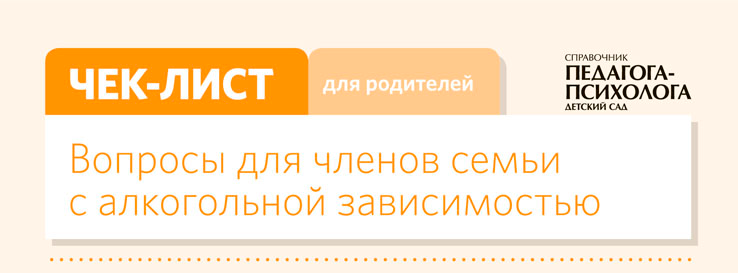 ЧЕК-ЛИСТ
для родителей
СПРАВОЧНИК
ПЕДАГОГА-
ПСИХОЛОГА
ДЕТСКИЙ САД
Вопросы для членов семьи
с алкогольной зависимостью